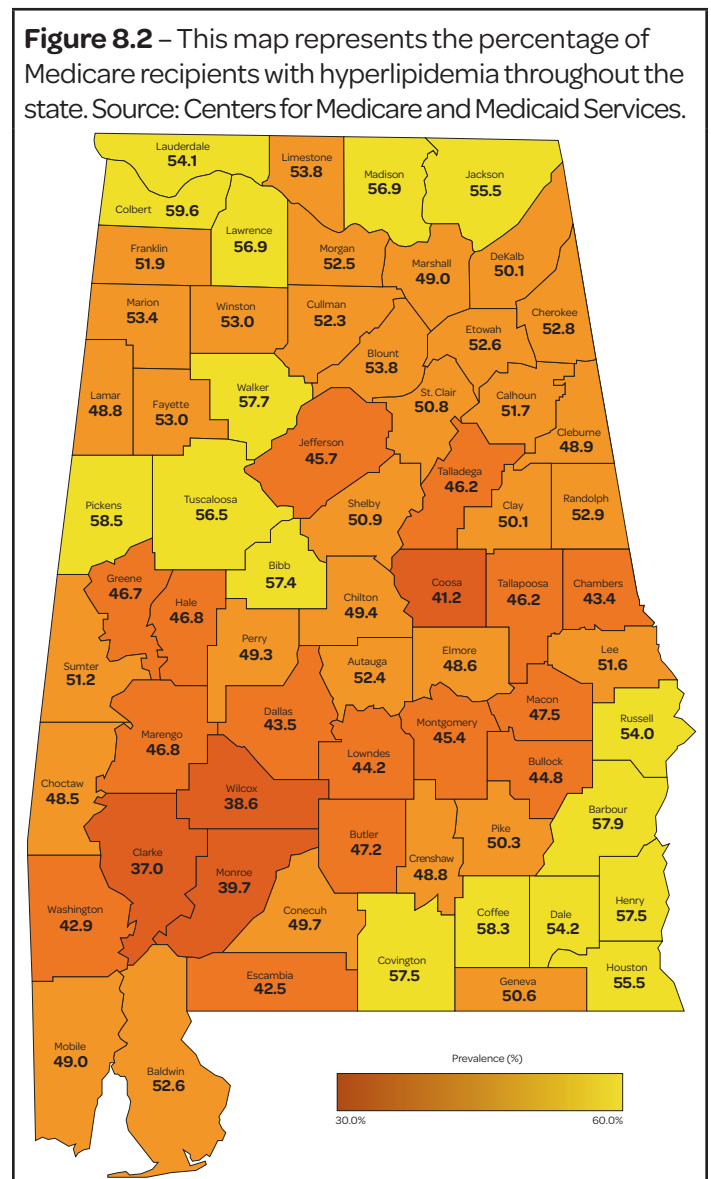 Figure 8.2 – This map represents the percentage of
Medicare recipients with hyperlipidemia throughout the
state. Source: Centers for Medicare and Medicaid Services.
Lauderdale
54.1
Limestone
53.8
Madison
56.9
Jackson
55.5
Colbert 59.6
Lawrence
56.9
Franklin
51.9
Morgan
52.5
Marshall
49.0
DeKalb
50.1
Marion
53.4
Winston
53.0
Cullman
52.3
Cherokee
52.8
Etowah
52.6
Blount
53.8
Lamar
48.8
Fayette
53.0
Walker
57.7
St. Clair
50.8
Calhoun
51.7
Cleburne
48.9
Jefferson
45.7
Talladega
46.2
Pickens
58.5
Tuscaloosa
56.5
Shelby
50.9
Clay
50.1
Randolph
52.9
Bibb
57.4
Greene
46.7
Hale
46.8
Chilton
49.4
Coosa
41.2
Tallapoosa
46.2
Chambers
43.4
Perry
49.3
Sumter
51.2
Autauga
52.4
Elmore
48.6
Lee
51.6
Dallas
43.5
Macon
47.5
Russell
54.0
Marengo
46.8
Montgomery
45.4
Lowndes
44.2
Bullock
44.8
Choctaw
48.5
Wilcox
38.6
Barbour
57.9
Butler
47.2
Pike
50.3
Clarke
37.0
Monroe
39.7
Crenshaw
48.8
Washington
42.9
Conecuh
49.7
Coffee
58.3
Dale
54.2
Henry
57.5
Covington
57.5
Escambia
42.5
Geneva
50.6
Houston
55.5
Mobile
49.0
Baldwin
52.6
Prevalence (%)
30.0% 60.0%